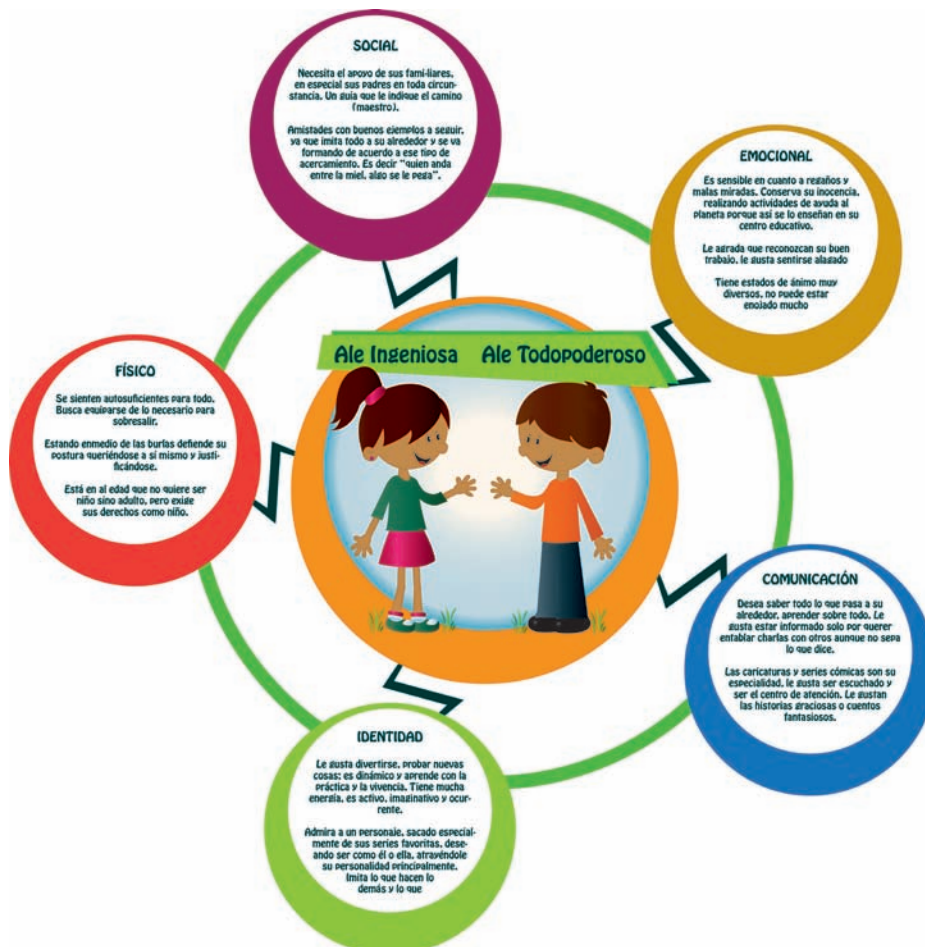 SOCIAL
Necesita el apoyo de sus fami-liares,
en especial sus padres en toda circun-
stancia. Un guía que le indique el camino
(maestro).
Amistades con buenos ejemplos a seguir,
ya que imita todo a su alrededor y se va
formando de acuerdo a ese tipo de
acercamiento. Es decir "quien anda
entre la miel, algo se le pega".
EMOCIONAL
Es sensible en cuanto a regaños y
malas miradas. Conserva su inocencia,
realizando actividades de ayuda al
planeta porque así se lo enseñan en su
centro educativo.
Le agrada que reconozcan su buen
trabajo, le gusta sentirse alagado
Tiene estados de ánimo muy
diversos, no puede estar
enojado mucho
Ale Ingeniosa Ale Todopoderoso
FÍSICO
Se sienten autosuficientes para todo.
Busca equiparse de lo necesario para
sobresalir.
Estando enmedio de las burlas defiende su
postura queriéndose a sí mismo y justi-
ficándose.
Está en al edad que no quiere ser
niño sino adulto, pero exige
sus derechos como niño.
COMUNICACIÓN
Desea saber todo lo que pasa a su
alrededor, aprender sobre todo. Le
gusta estar informado solo por querer
entablar charlas con otros aunque no sepa
lo que dice.
Las caricaturas y series cómicas son su
especialidad, le gusta ser escuchado y
ser el centro de atención. Le gustan
las historias graciosas o cuentos
fantasiosos.
IDENTIDAD
Le gusta divertirse, probar nuevas
cosas; es dinámico y aprende con la
práctica y la vivencia. Tiene mucha
energía, es activo, imaginativo y ocur-
rente.
Admira a un personaje, sacado especial-
mente de sus series favoritas, dese-
ando ser como él o ella, atrayéndole
su personalidad principalmente.
Imita lo que hacen lo
demás y lo que